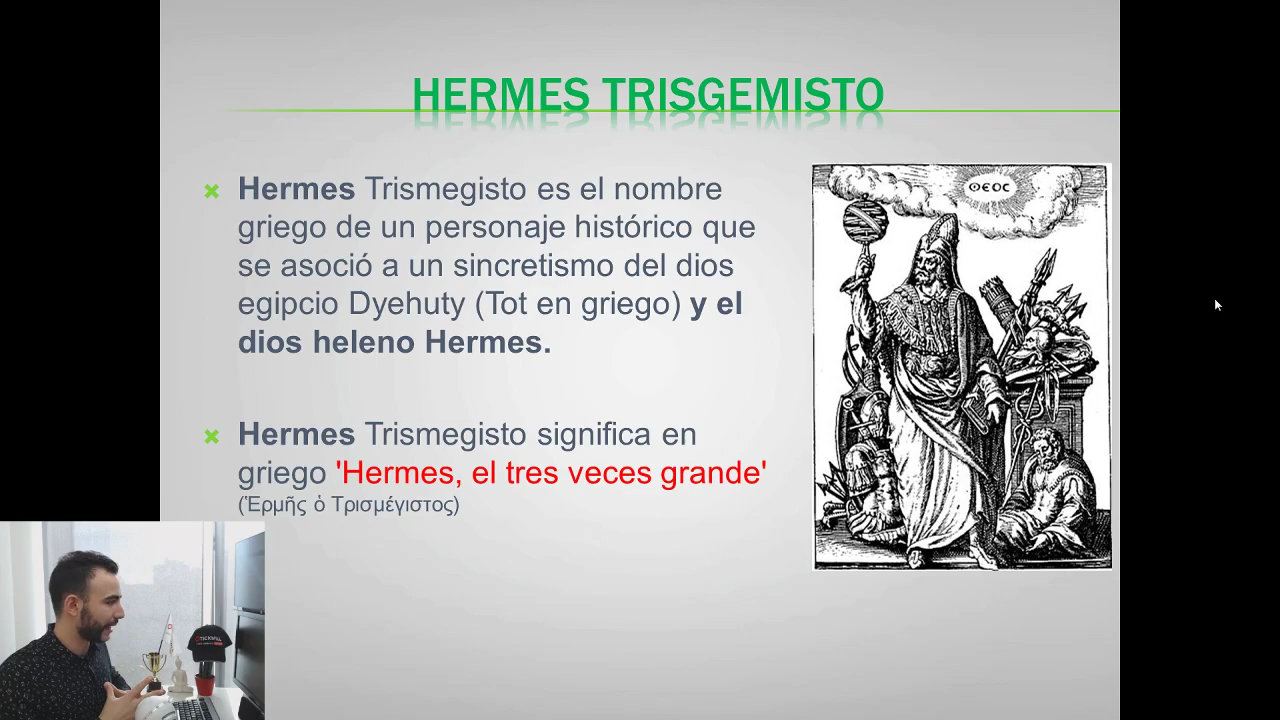 HERMES TRISGEMISTO
Hermes Trismegisto es el nombre
griego de un personaje histórico que
se asoció a un sincretismo del dios
egipcio Dyehuty (Tot en griego) y el
dios heleno Hermes.
Hermes Trismegisto significa en
griego 'Hermes, el tres veces grande'
(Ἑρμῆς ὁ Τρισμέγιστος)
ΘΕΟC
TICKMILL